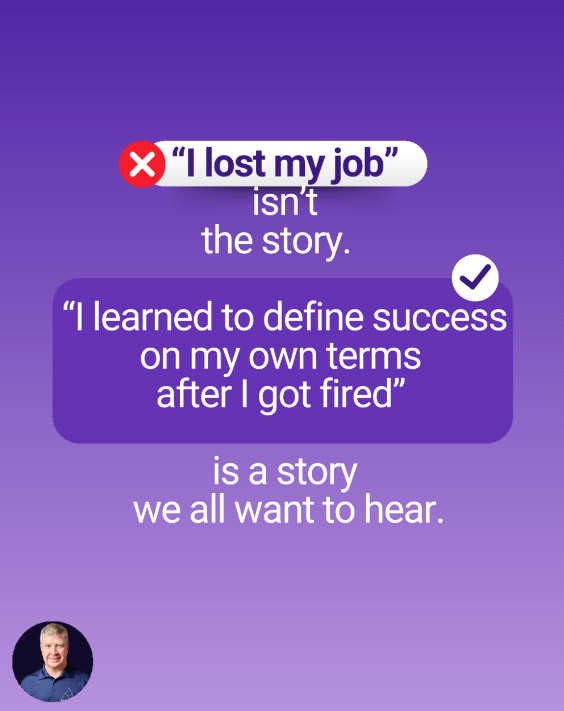 “I lost my job”
isn’t
the story.
“I learned to define success
on my own terms
after I got fired”
is a story
we all want to hear.